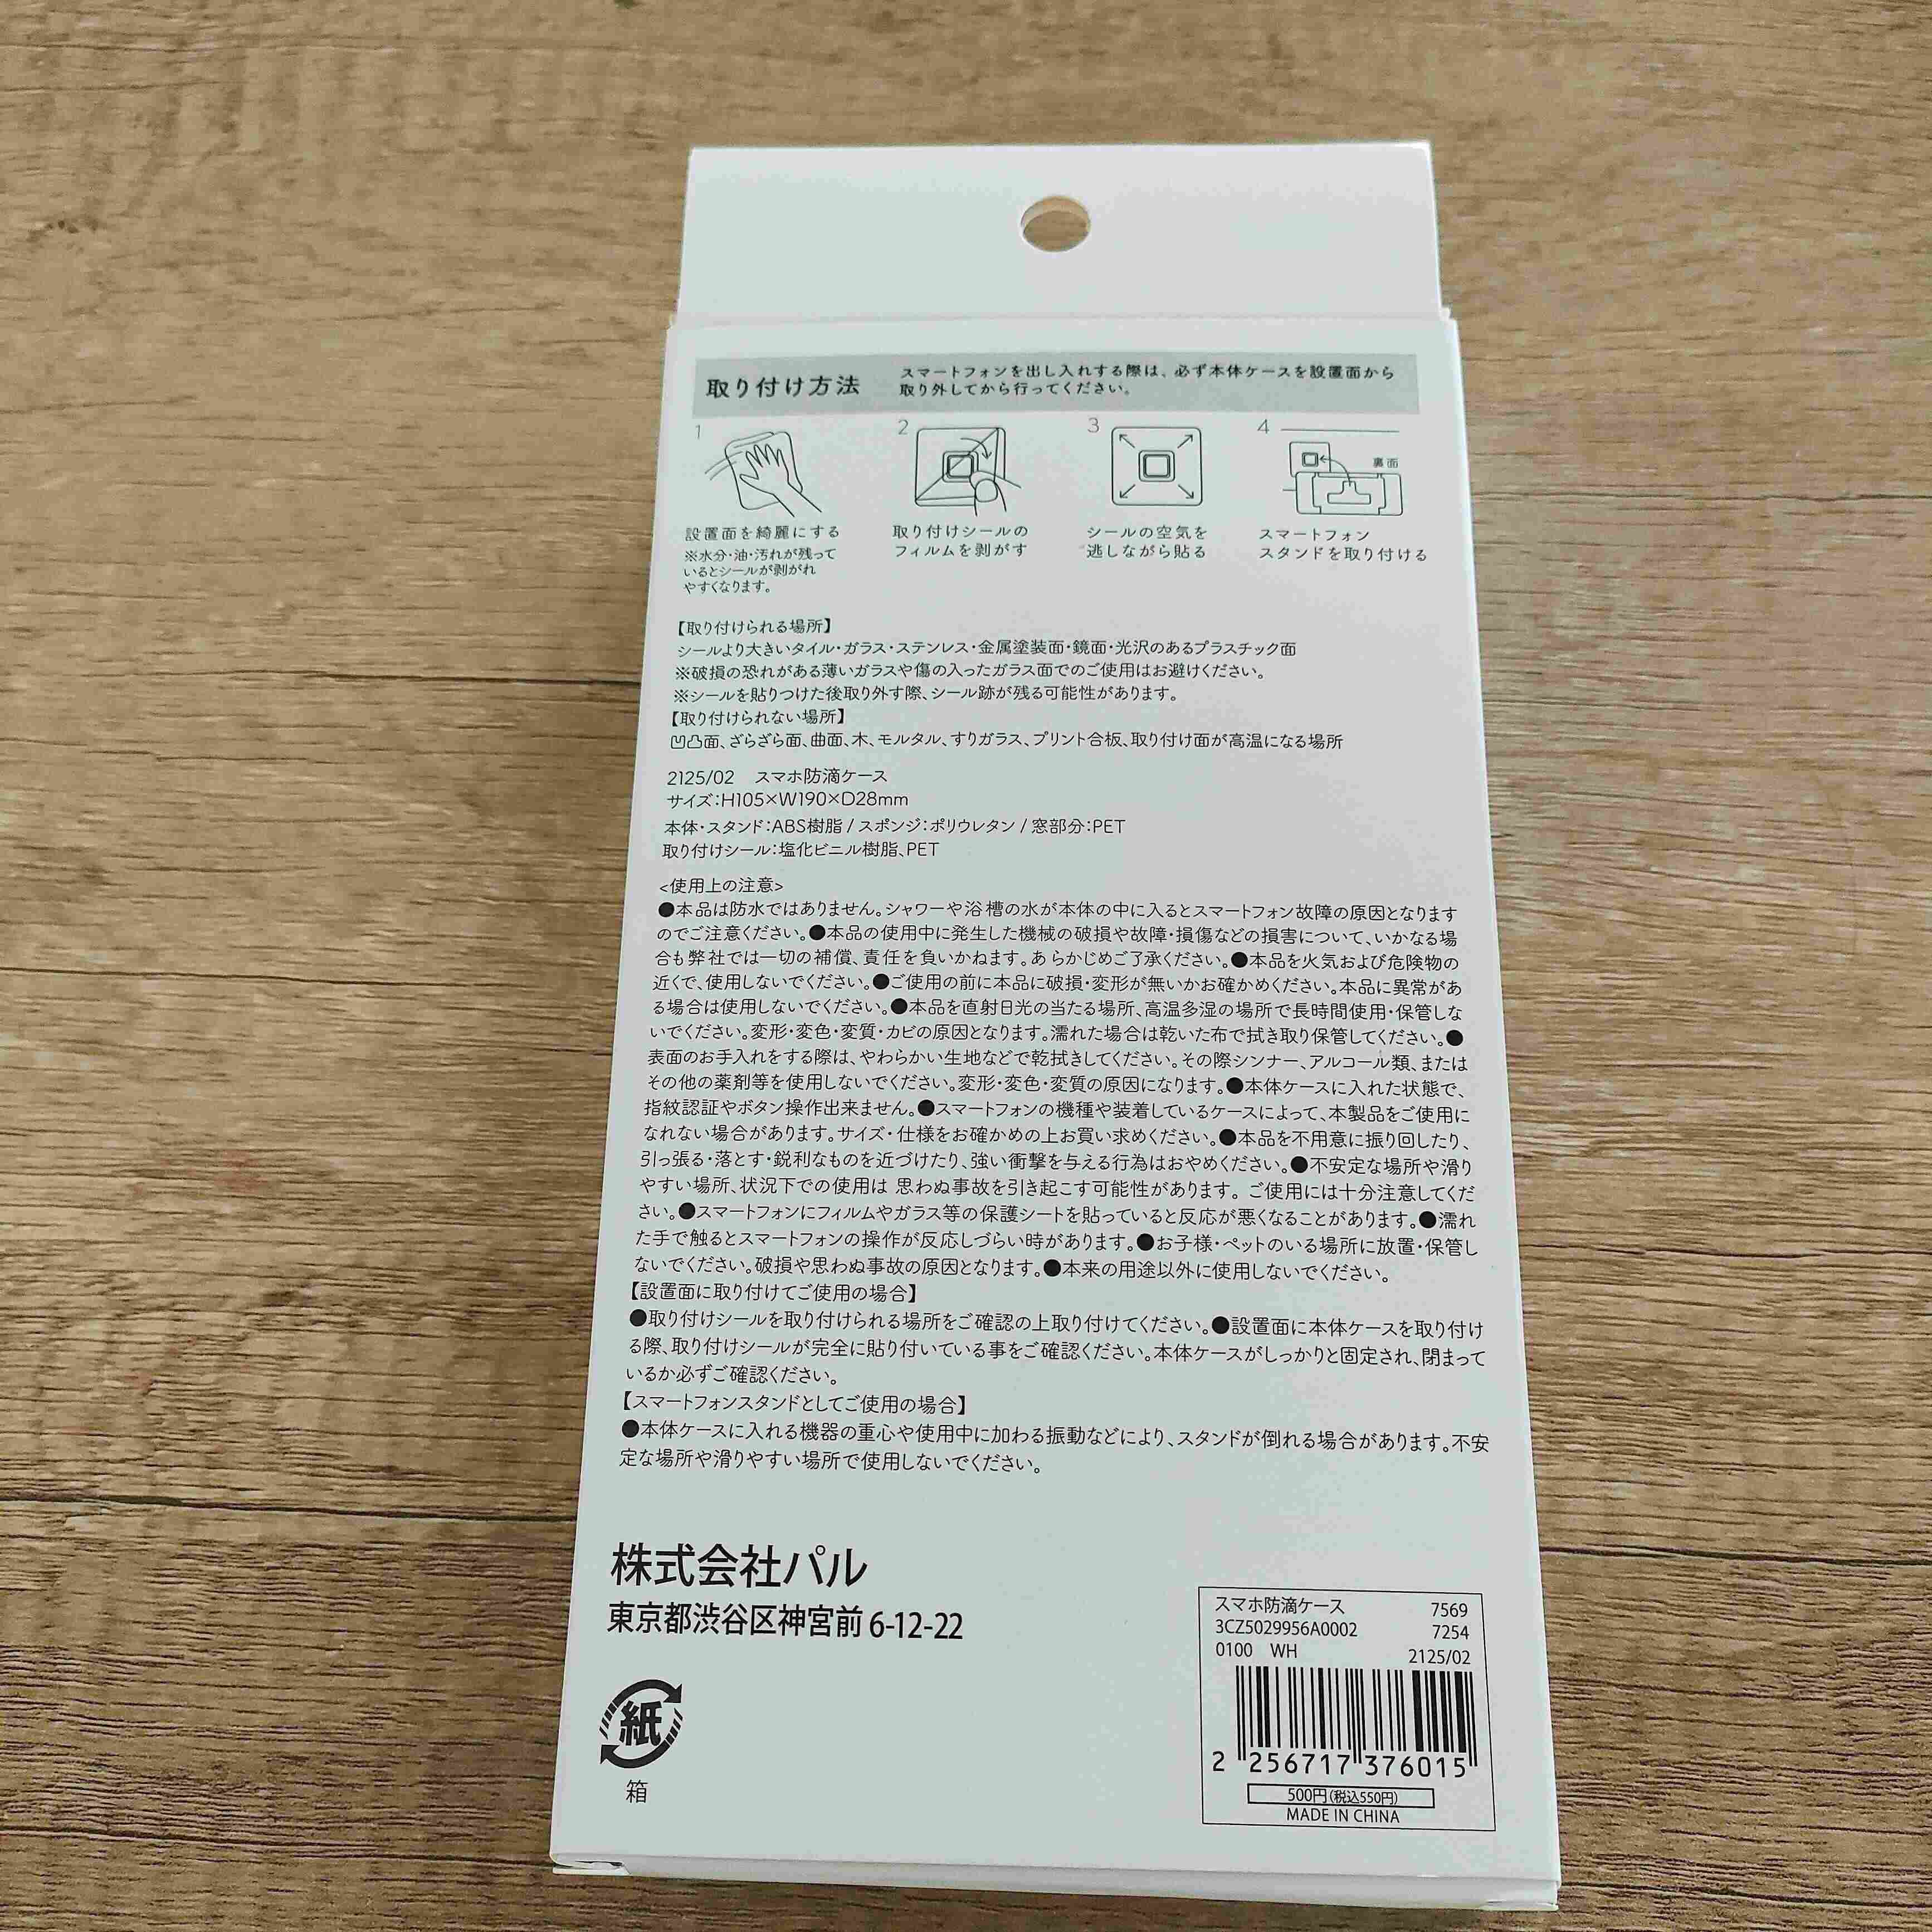 取り付け方法
スマートフォンを出し入れする際は、必ず本体ケースを設置面から
取り外してから行ってください。
1
設置面を綺麗にする
※水分・油・汚れが残って
いるとシールが剥がれ
やすくなります。
2
取り付けシールの
フィルムを剥がす
3
シールの空気を
逃しながら貼る
4
裏面
スマートフォン
スタンドを取り付ける
【取り付けられる場所】
シールより大きいタイル・ガラス・ステンレス・金属塗装面・鏡面・光沢のあるプラスチック面
※破損の恐れがある薄いガラスや傷の入ったガラス面でのご使用はお避けください。
※シールを貼りつけた後取り外す際、シール跡が残る可能性があります。
【取り付けられない場所】
凹凸面、ざらざら面、曲面、木、モルタル、すりガラス、プリント合板、取り付け面が高温になる場所
2125/02 スマホ防滴ケース
サイズ:H105×W190×D28mm
本体・スタンド:ABS樹脂 / スポンジ:ポリウレタン / 窓部分:PET
取り付けシール:塩化ビニル樹脂、PET
<使用上の注意>
●本品は防水ではありません。シャワーや浴槽の水が本体の中に入るとスマートフォン故障の原因となります
のでご注意ください。●本品の使用中に発生した機械の破損や故障・損傷などの損害について、いかなる場
合も弊社では一切の補償、責任を負いかねます。あらかじめご了承ください。●本品を火気および危険物の
近くで、使用しないでください。●ご使用の前に本品に破損・変形が無いかお確かめください。本品に異常があ
る場合は使用しないでください。●本品を直射日光の当たる場所、高温多湿の場所で長時間使用・保管しな
いでください。変形・変色・変質・カビの原因となります。濡れた場合は乾いた布で拭き取り保管してください。●
表面のお手入れをする際は、やわらかい生地などで乾拭きしてください。その際シンナー、アルコール類、または
その他の薬剤等を使用しないでください。変形・変色・変質の原因になります。●本体ケースに入れた状態で、
指紋認証やボタン操作出来ません。●スマートフォンの機種や装着しているケースによって、本製品をご使用に
なれない場合があります。サイズ・仕様をお確かめの上お買い求めください。●本品を不用意に振り回したり、
引っ張る・落とす・鋭利なものを近づけたり、強い衝撃を与える行為はおやめください。●不安定な場所や滑り
やすい場所、状況下での使用は 思わぬ事故を引き起こす可能性があります。ご使用には十分注意してくだ
さい。●スマートフォンにフィルムやガラス等の保護シートを貼っていると反応が悪くなることがあります。●濡れ
た手で触るとスマートフォンの操作が反応しづらい時があります。●お子様・ペットのいる場所に放置・保管し
ないでください。破損や思わぬ事故の原因となります。●本来の用途以外に使用しないでください。
【設置面に取り付けてご使用の場合】
●取り付けシールを取り付けられる場所をご確認の上取り付けてください。●設置面に本体ケースを取り付け
る際、取り付けシールが完全に貼り付いている事をご確認ください。本体ケースがしっかりと固定され、閉まって
いるか必ずご確認ください。
【スマートフォンスタンドとしてご使用の場合】
●本体ケースに入れる機器の重心や使用中に加わる振動などにより、スタンドが倒れる場合があります。不安
定な場所や滑りやすい場所で使用しないでください。
株式会社パル
東京都渋谷区神宮前 6-12-22
紙
箱
スマホ防滴ケース 7569
3CZ5029956A0002 7254
0100 WH 2125/02
2 256717 376015
500円(税込550円)
MADE IN CHINA